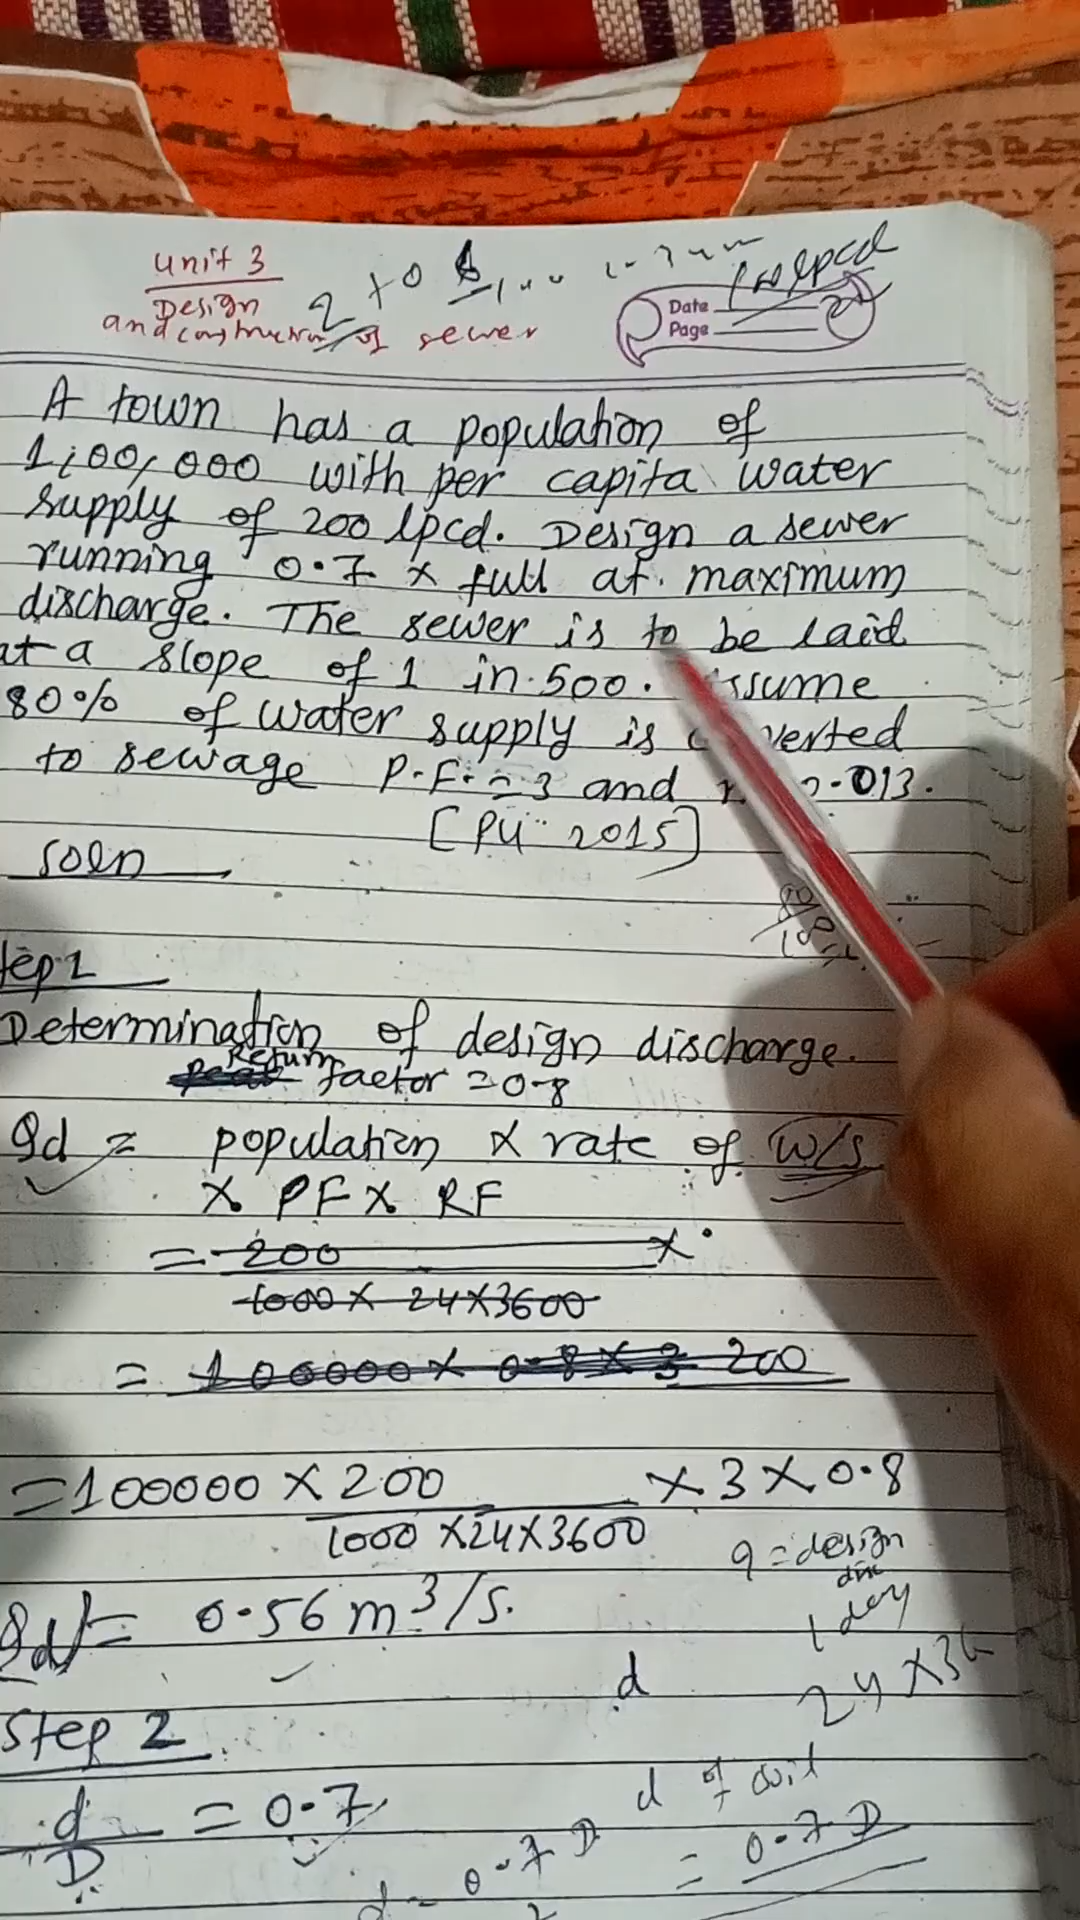 unit 3
Design
and construction of sewer
Date
Page
A town has a population of
1,00,000 with per capita water
supply of 200 lpcd. Design a sewer
running 0.7 x full at maximum
discharge. The sewer is to be laid
at a slope of 1 in 500.
80% of water supply is
to sewage P.F. = 3 and
[PU 2015]
soln
step 1
Determination of design discharge.
Return factor = 0.8
Qd = population x rate of w/s
x PF x RF
= 200 x
1000 x 24 x 3600
= 100000 x 0.8 x 3 200
= 100000 x 200 x 3 x 0.8
1000 x 24 x 3600
q = design
1 day
Qd = 0.56 m³/s.
d
24 x 36
Step 2
d = 0.7
D
d of
= 0.7 D
d = 0.7 D